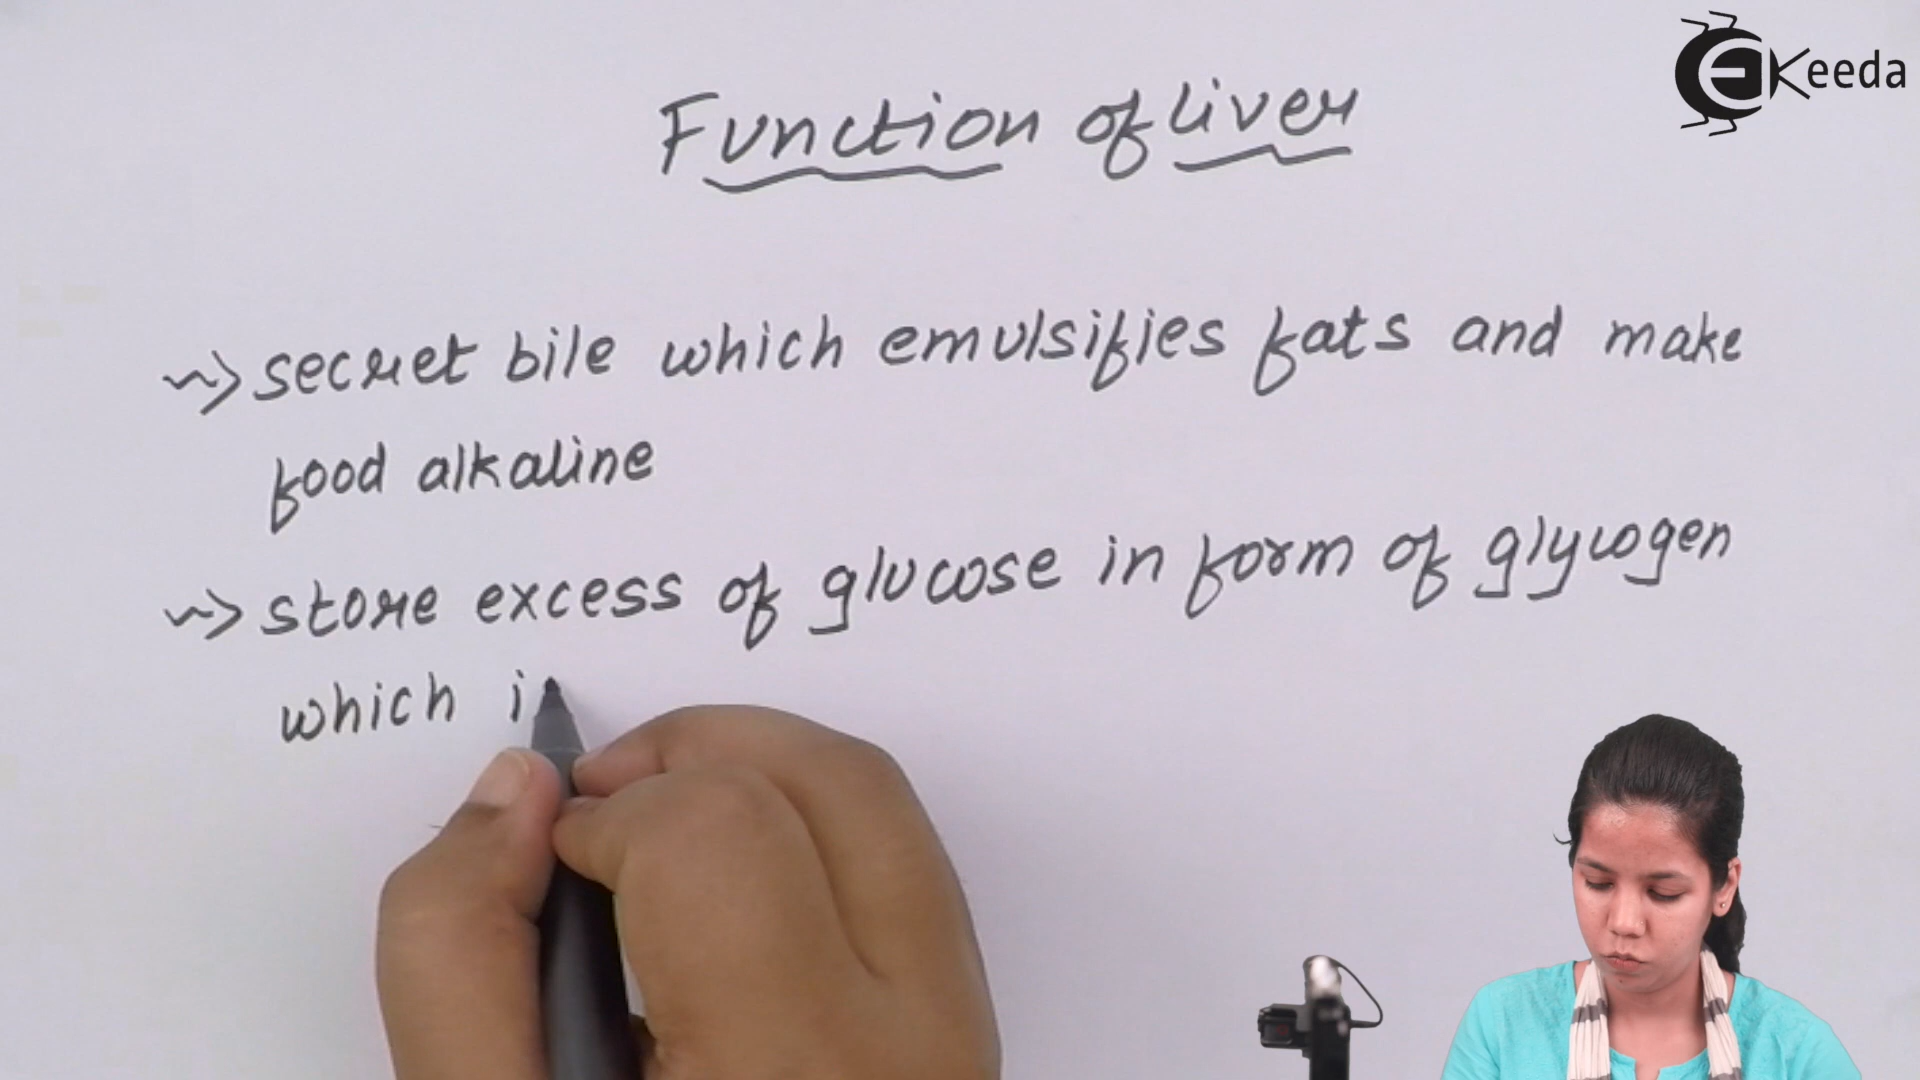 EKeeda
Function of liver
~> secret bile which emulsifies fats and make
food alkaline
~> store excess of glucose in form of glycogen
which i